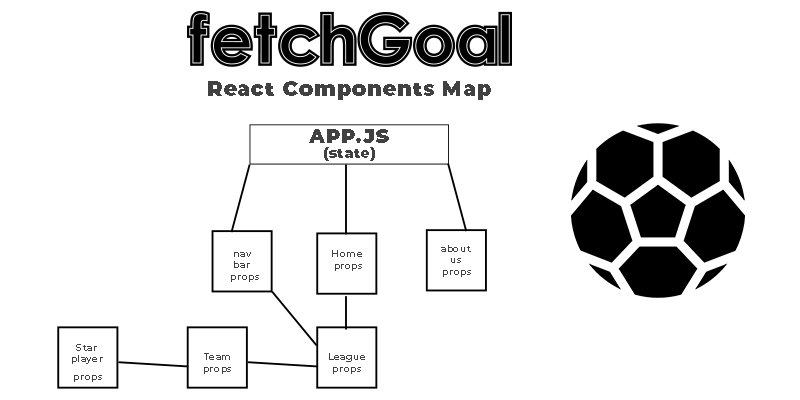 fetchGoal
React Components Map
APP.JS
(state)
nav
bar
props
Home
props
about
us
props
Star
player
props
Team
props
League
props